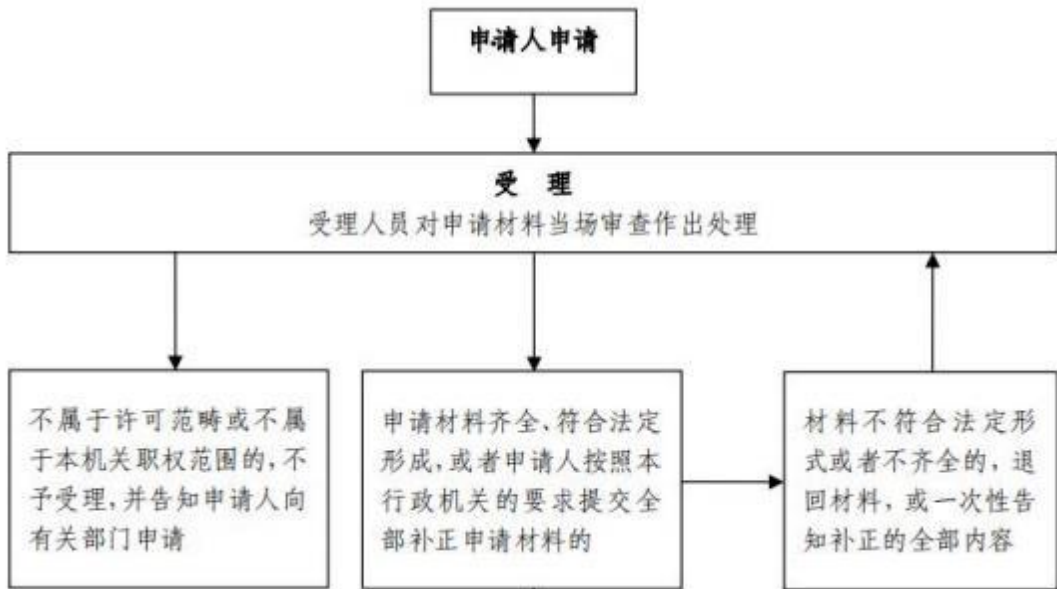 申请人申请
受 理
受理人员对申请材料当场审查作出处理
不属于许可范畴或不属
于本机关职权范围的,不
予受理,并告知申请人向
有关部门申请
申请材料齐全、符合法定
形成,或者申请人按照本
行政机关的要求提交全
部补正申请材料的
材料不符合法定形
式或者不齐全的，退
回材料，或一次性告
知补正的全部内容